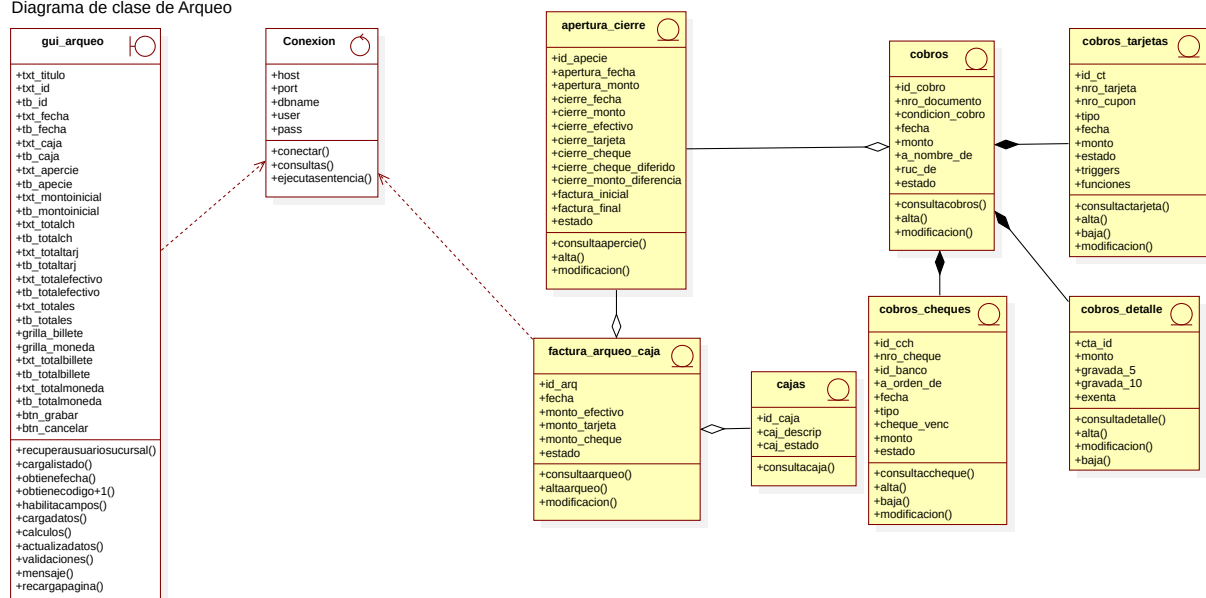 Diagrama de clase de Arqueo
gui_arqueo
+txt_titulo
+txt_id
+tb_id
+txt_fecha
+tb_fecha
+txt_caja
+tb_caja
+txt_apercie
+tb_apecie
+txt_montoinicial
+tb_montoinicial
+txt_totalch
+tb_totalch
+txt_totaltarj
+tb_totaltarj
+txt_totalefectivo
+tb_totalefectivo
+txt_totales
+tb_totales
+grilla_billete
+grilla_moneda
+txt_totalbillete
+tb_totalbillete
+txt_totalmoneda
+tb_totalmoneda
+btn_grabar
+btn_cancelar
+recuperausuariosucursal()
+cargalistado()
+obtienefecha()
+obtienecodigo+1()
+habilitacampos()
+cargadatos()
+calculos()
+actualizadatos()
+validaciones()
+mensaje()
+recargapagina()
Conexion
+host
+port
+dbname
+user
+pass
+conectar()
+consultas()
+ejecutasentencia()
apertura_cierre
+id_apecie
+apertura_fecha
+apertura_monto
+cierre_fecha
+cierre_monto
+cierre_efectivo
+cierre_tarjeta
+cierre_cheque
+cierre_cheque_diferido
+cierre_monto_diferencia
+factura_inicial
+factura_final
+estado
+consultaapercie()
+alta()
+modificacion()
factura_arqueo_caja
+id_arq
+fecha
+monto_efectivo
+monto_tarjeta
+monto_cheque
+estado
+consultaarqueo()
+altaarqueo()
+modificacion()
cajas
+id_caja
+caj_descrip
+caj_estado
+consultacaja()
cobros
+id_cobro
+nro_documento
+condicion_cobro
+fecha
+monto
+a_nombre_de
+ruc_de
+estado
+consultacobros()
+alta()
+modificacion()
cobros_cheques
+id_cch
+nro_cheque
+id_banco
+a_orden_de
+fecha
+tipo
+cheque_venc
+monto
+estado
+consultaccheque()
+alta()
+baja()
+modificacion()
cobros_tarjetas
+id_ct
+nro_tarjeta
+nro_cupon
+tipo
+fecha
+monto
+estado
+triggers
+funciones
+consultactarjeta()
+alta()
+baja()
+modificacion()
cobros_detalle
+cta_id
+monto
+gravada_5
+gravada_10
+exenta
+consultadetalle()
+alta()
+modificacion()
+baja()